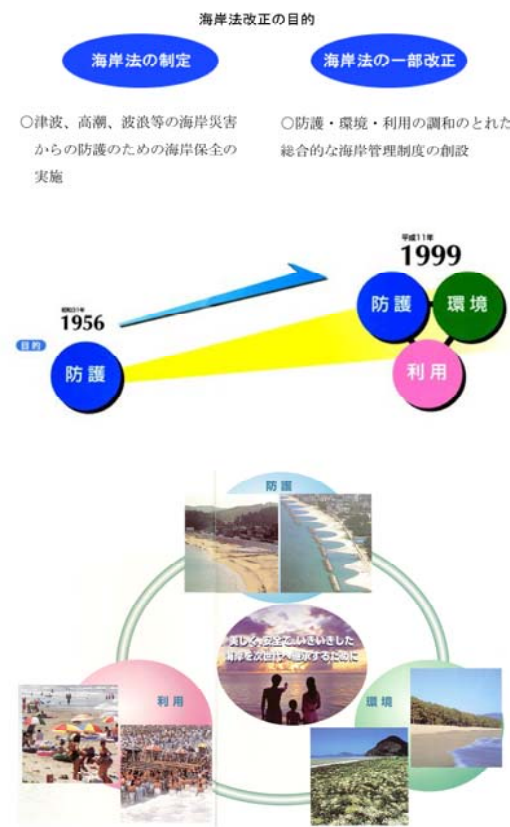 海岸法改正の目的
海岸法の制定
海岸法の一部改正
○津波、高潮、波浪等の海岸災害
からの防護のための海岸保全の
実施
○防護・環境・利用の調和のとれた
総合的な海岸管理制度の創設
平成11年
1999
防護
環境
利用
昭和31年
1956
目的
防護
防護
美しく、安全で、いきいきした
海岸を次世代へ継承するために
利用
環境